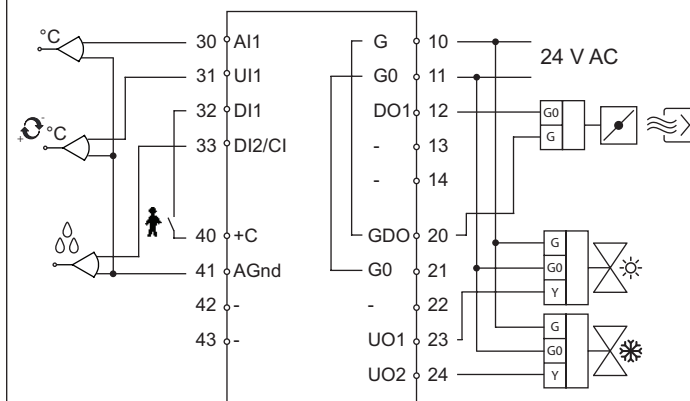 °C 30 AI1 G 10
24 V AC
31 UI1 G0 11
32 DI1 DO1 12 G0
+ - °C 33 DI2/CI - 13 G
- 14
40 +C GDO 20 G
41 AGnd G0 21 G0
42 - - 22 Y
43 - UO1 23 G
G0
UO2 24 Y